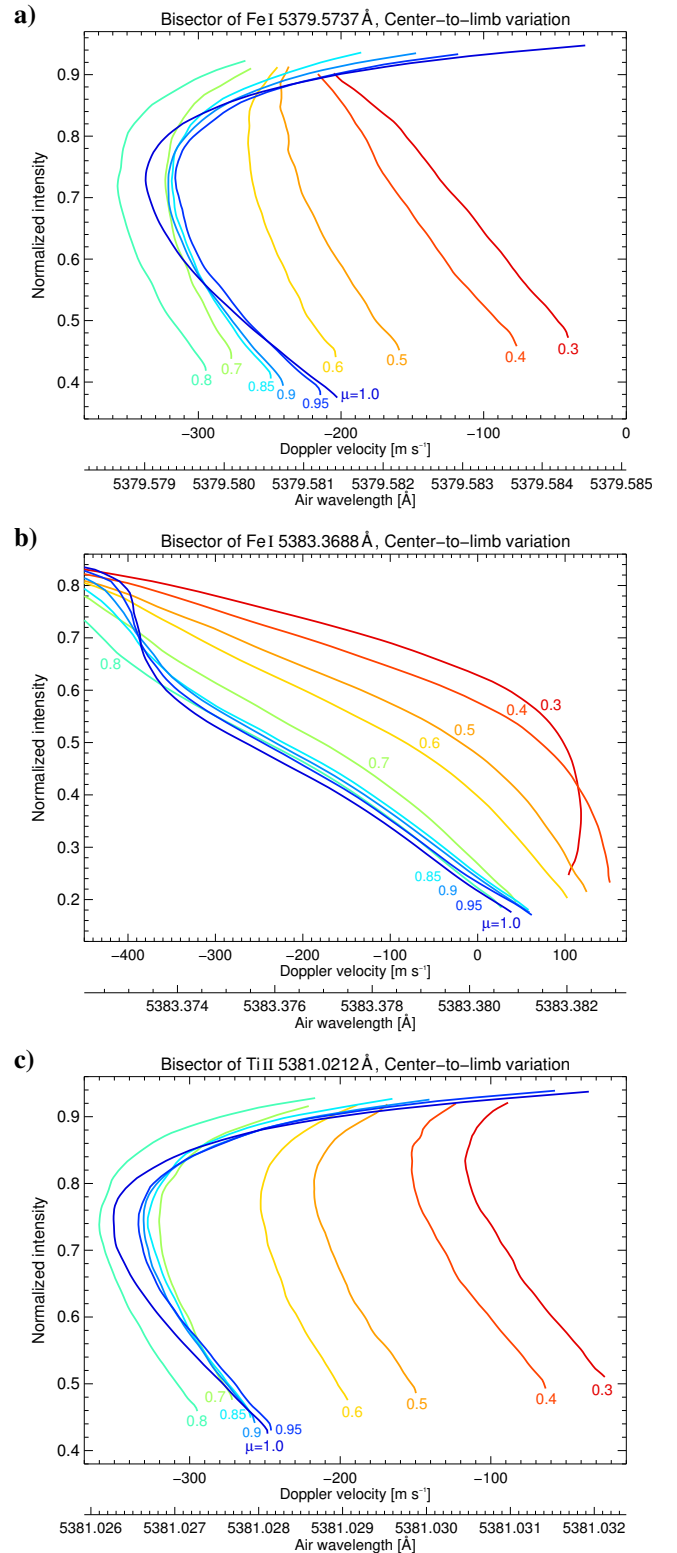 a)
Bisector of Fe I 5379.5737 Å, Center−to−limb variation
Normalized intensity
0.9
0.8
0.7
0.6
0.5
0.4
0.8
0.7
0.85
0.9
0.95
μ=1.0
0.6
0.5
0.4
0.3
−300 −200 −100 0
Doppler velocity [m s⁻¹]
5379.579 5379.580 5379.581 5379.582 5379.583 5379.584 5379.585
Air wavelength [Å]
b)
Bisector of Fe I 5383.3688 Å, Center−to−limb variation
Normalized intensity
0.8
0.7
0.6
0.5
0.4
0.3
0.2
0.8
0.3
0.4
0.5
0.6
0.7
0.85
0.9
0.95
μ=1.0
−400 −300 −200 −100 0 100
Doppler velocity [m s⁻¹]
5383.374 5383.376 5383.378 5383.380 5383.382
Air wavelength [Å]
c)
Bisector of Ti II 5381.0212 Å, Center−to−limb variation
Normalized intensity
0.9
0.8
0.7
0.6
0.5
0.4
0.8
0.7
0.85
0.9
0.95
μ=1.0
0.6
0.5
0.4
0.3
−300 −200 −100
Doppler velocity [m s⁻¹]
5381.026 5381.027 5381.028 5381.029 5381.030 5381.031 5381.032
Air wavelength [Å]